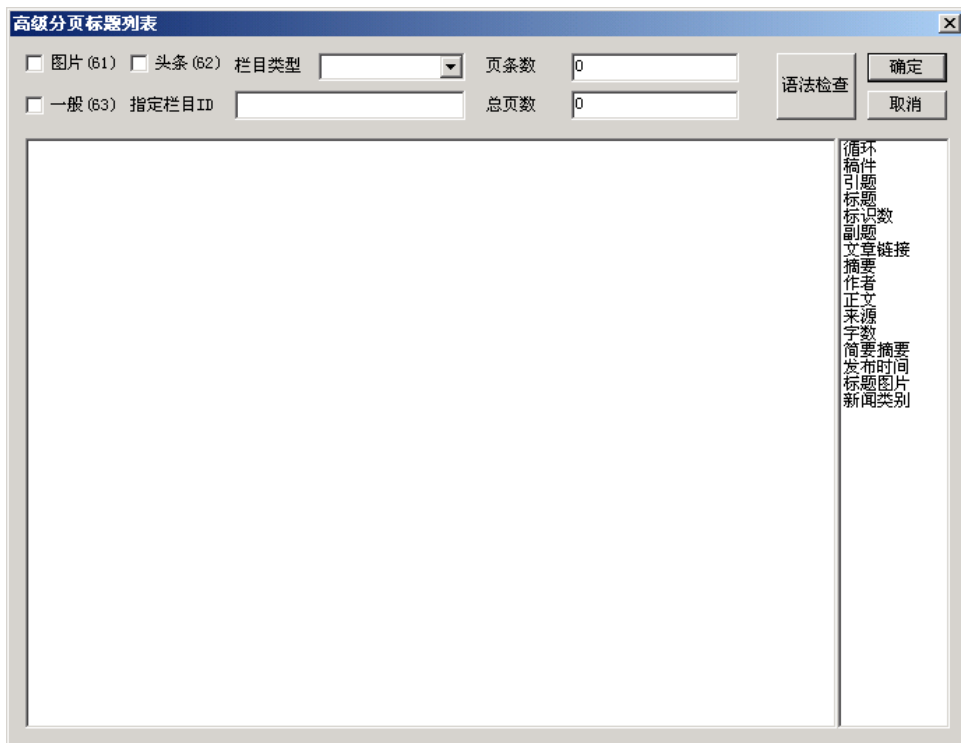 高级分页标题列表
图片(61) 头条(62) 栏目类型 页条数 0
一般(63) 指定栏目ID 总页数 0
语法检查 确定
取消
循环
稿件
引题
标题
标识数
副题
文章链接
摘要
作者
正文
来源
字数
简要摘要
发布时间
标题图片
新闻类别